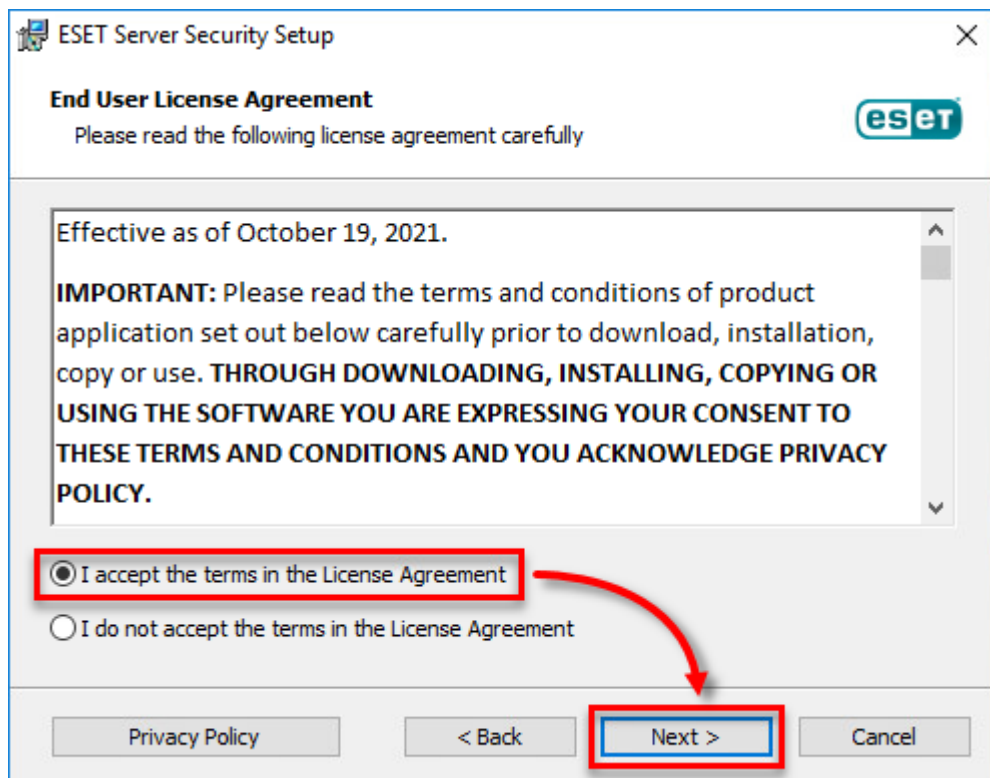 ESET Server Security Setup
End User License Agreement
Please read the following license agreement carefully
eset
Effective as of October 19, 2021.
IMPORTANT: Please read the terms and conditions of product
application set out below carefully prior to download, installation,
copy or use. THROUGH DOWNLOADING, INSTALLING, COPYING OR
USING THE SOFTWARE YOU ARE EXPRESSING YOUR CONSENT TO
THESE TERMS AND CONDITIONS AND YOU ACKNOWLEDGE PRIVACY
POLICY.
I accept the terms in the License Agreement
I do not accept the terms in the License Agreement
Privacy Policy
< Back
Next >
Cancel